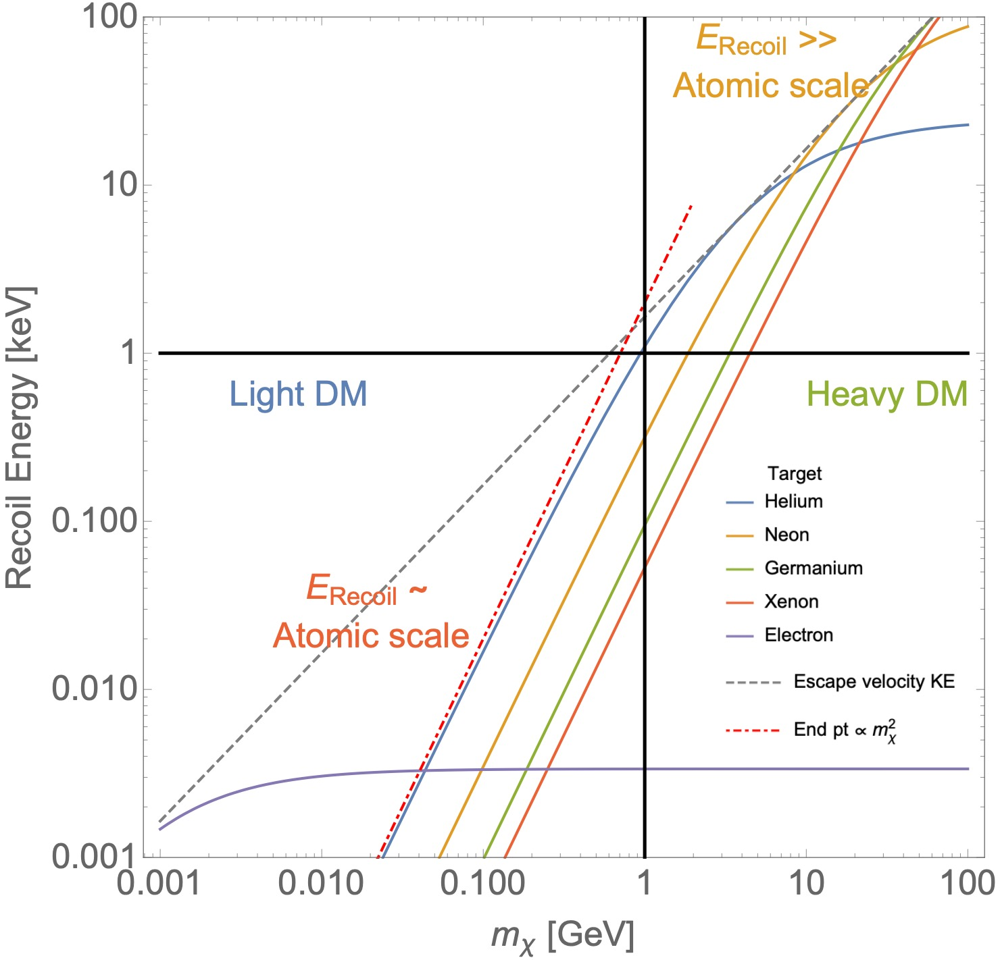 100
10
1
0.100
0.010
0.001
Recoil Energy [keV]
E_Recoil >>
Atomic scale
Light DM
Heavy DM
E_Recoil ~
Atomic scale
Target
Helium
Neon
Germanium
Xenon
Electron
Escape velocity KE
End pt ∝ m_χ^2
0.001
0.010
0.100
1
10
100
m_χ [GeV]